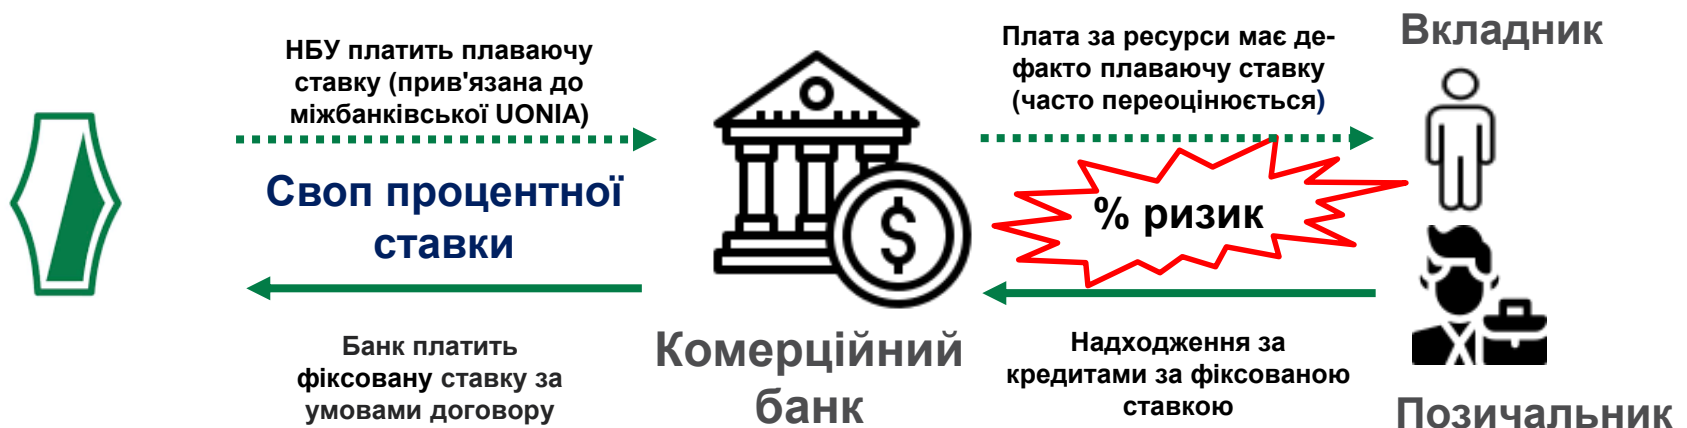 НБУ платить плаваючу
ставку (прив'язана до
міжбанківської UONIA)
Своп процентної
ставки
Банк платить
фіксовану ставку за
умовами договору
$
Комерційний
банк
Плата за ресурси має де-
факто плаваючу ставку
(часто переоцінюється)
% ризик
Надходження за
кредитами за фіксованою
ставкою
Вкладник
Позичальник